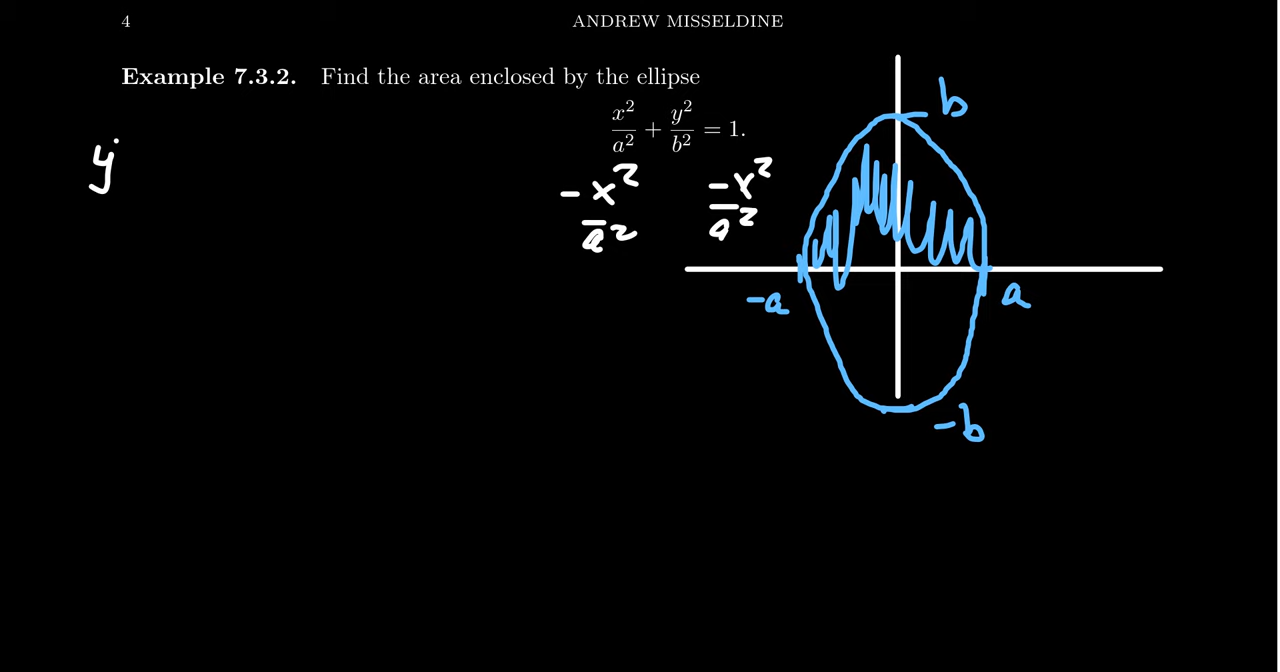 4 ANDREW MISSELDINE
Example 7.3.2. Find the area enclosed by the ellipse
x²/a² + y²/b² = 1.
-x²/a² -x²/a²
y
b
-a a
-b